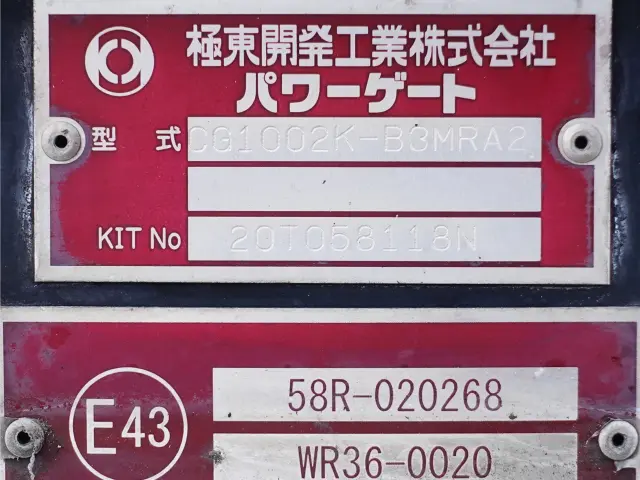 極東開発工業株式会社
パワーゲート
型 式 CG1002K-B3MRA2
KIT No 20T058118N
E43
58R-020268
WR36-0020